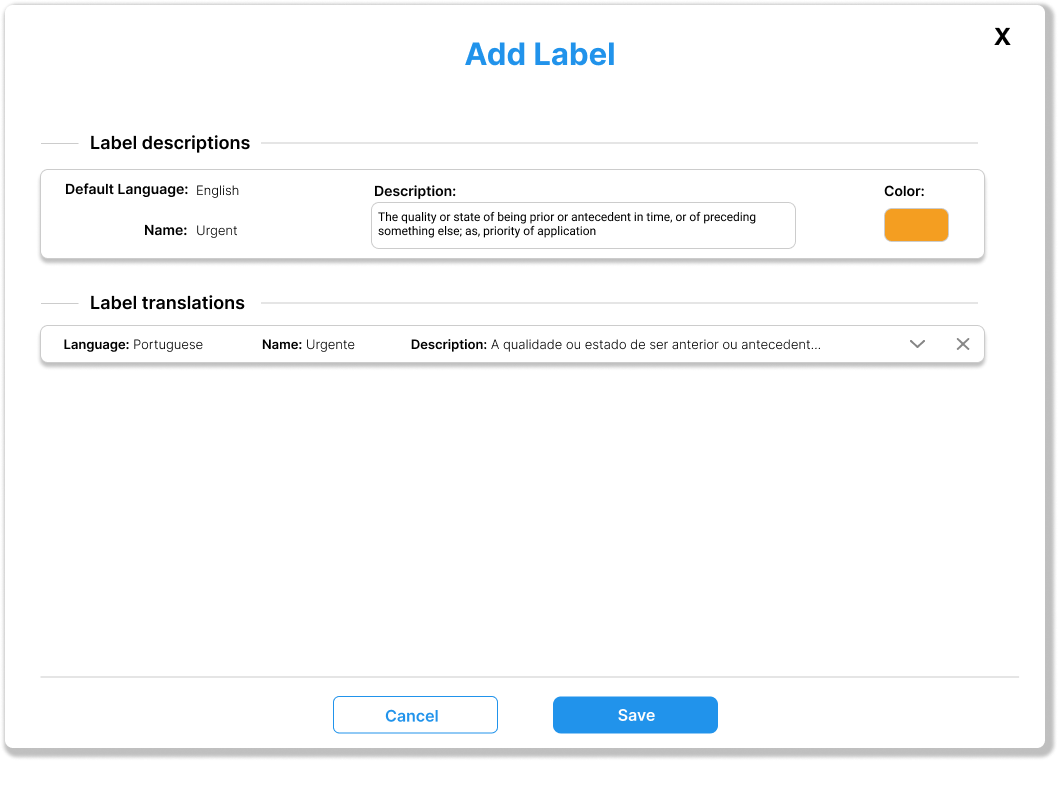 X
Add Label
Label descriptions
Default Language: English
Name: Urgent
Description:
The quality or state of being prior or antecedent in time, or of preceding
something else; as, priority of application
Color:
Label translations
Language: Portuguese Name: Urgente Description: A qualidade ou estado de ser anterior ou antecedent...
Cancel
Save